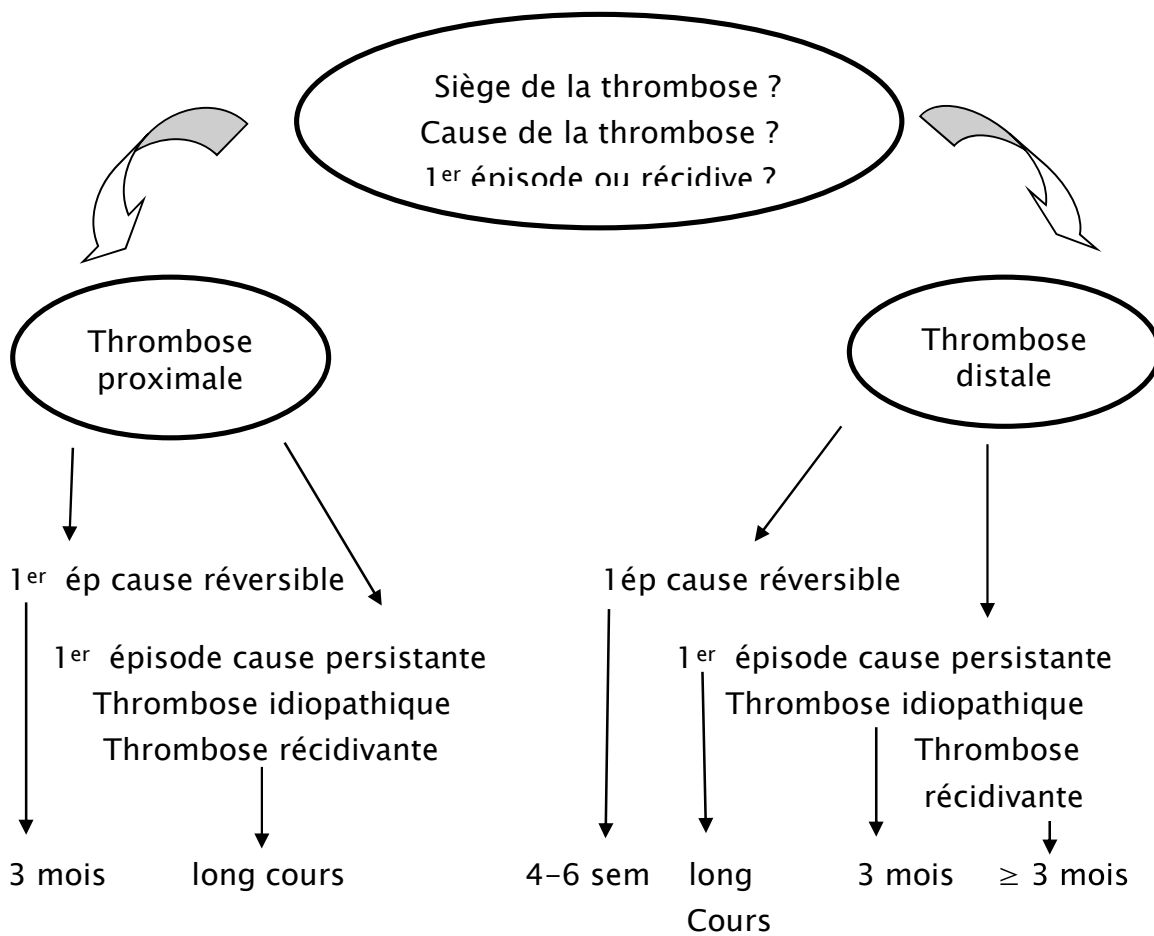 Siège de la thrombose ?
Cause de la thrombose ?
1er épisode ou récidive ?
Thrombose
proximale
Thrombose
distale
1er ép cause réversible
1ép cause réversible
1er épisode cause persistante
Thrombose idiopathique
Thrombose récidivante
1er épisode cause persistante
Thrombose idiopathique
Thrombose
récidivante
3 mois
long cours
4–6 sem
long
Cours
3 mois
≥ 3 mois